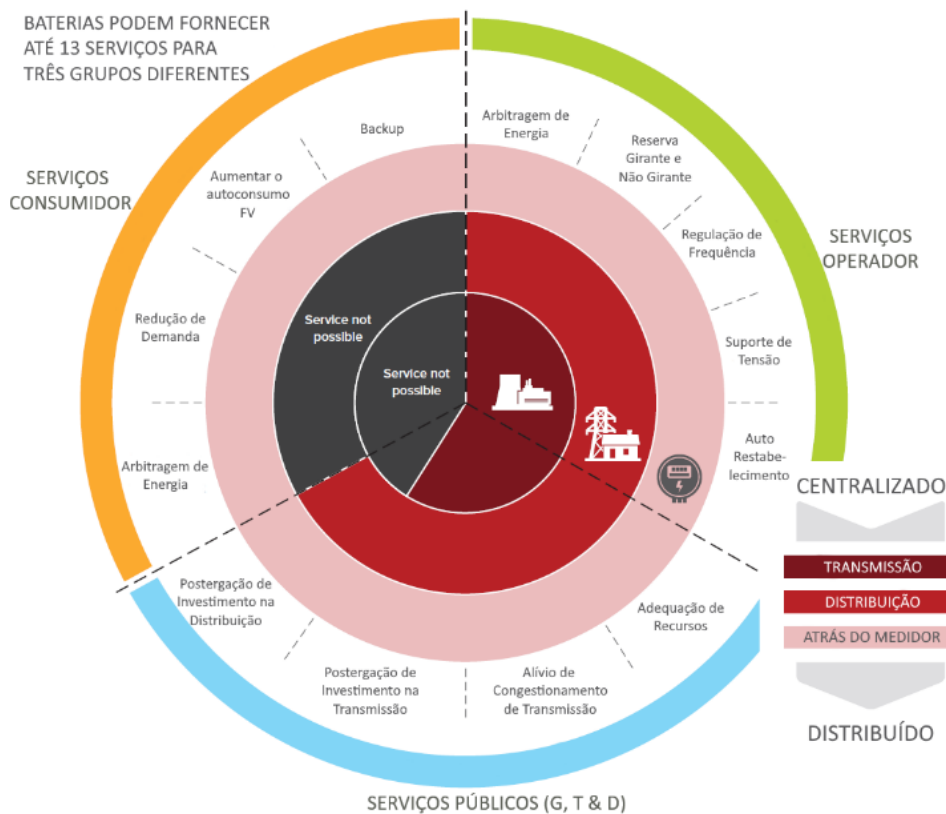 BATERIAS PODEM FORNECER
ATÉ 13 SERVIÇOS PARA
TRÊS GRUPOS DIFERENTES
SERVIÇOS
CONSUMIDOR
Backup
Aumentar o
autoconsumo
FV
Redução de
Demanda
Arbitragem de
Energia
Arbitragem de
Energia
Reserva
Girante e
Não Girante
Regulação de
Frequência
Suporte de
Tensão
Auto
Restabe-
lecimento
SERVIÇOS
OPERADOR
Service not
possible
Service not
possible
Postergação de
Investimento na
Distribuição
Postergação de
Investimento na
Transmissão
Alívio de
Congestionamento
de Transmissão
Adequação de
Recursos
CENTRALIZADO
TRANSMISSÃO
DISTRIBUIÇÃO
ATRÁS DO MEDIDOR
DISTRIBUÍDO
SERVIÇOS PÚBLICOS (G, T & D)